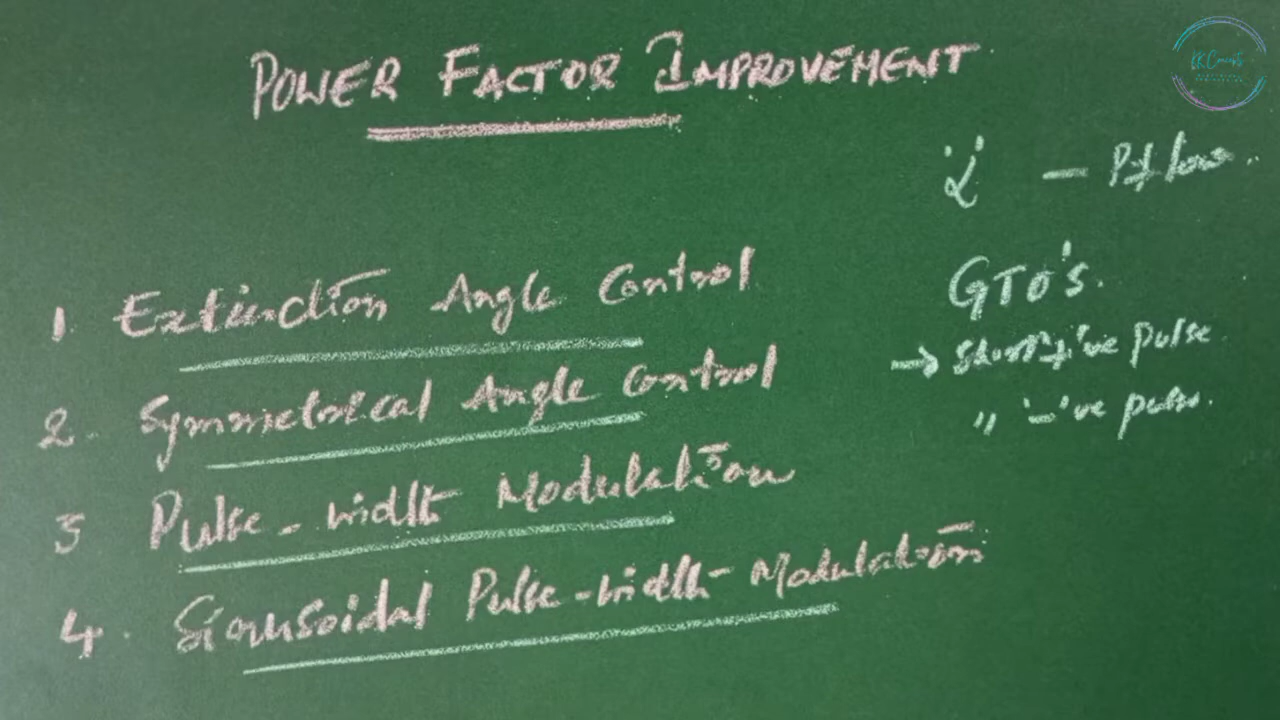 POWER FACTOR IMPROVEMENT
α - Pf low.
1 Extinction Angle Control
GTO's.
→ Short '+'ve pulse
2. Symmetrical Angle Control
" '-'ve pulse.
3 Pulse-width Modulation
4. Sinusoidal Pulse-width-Modulation